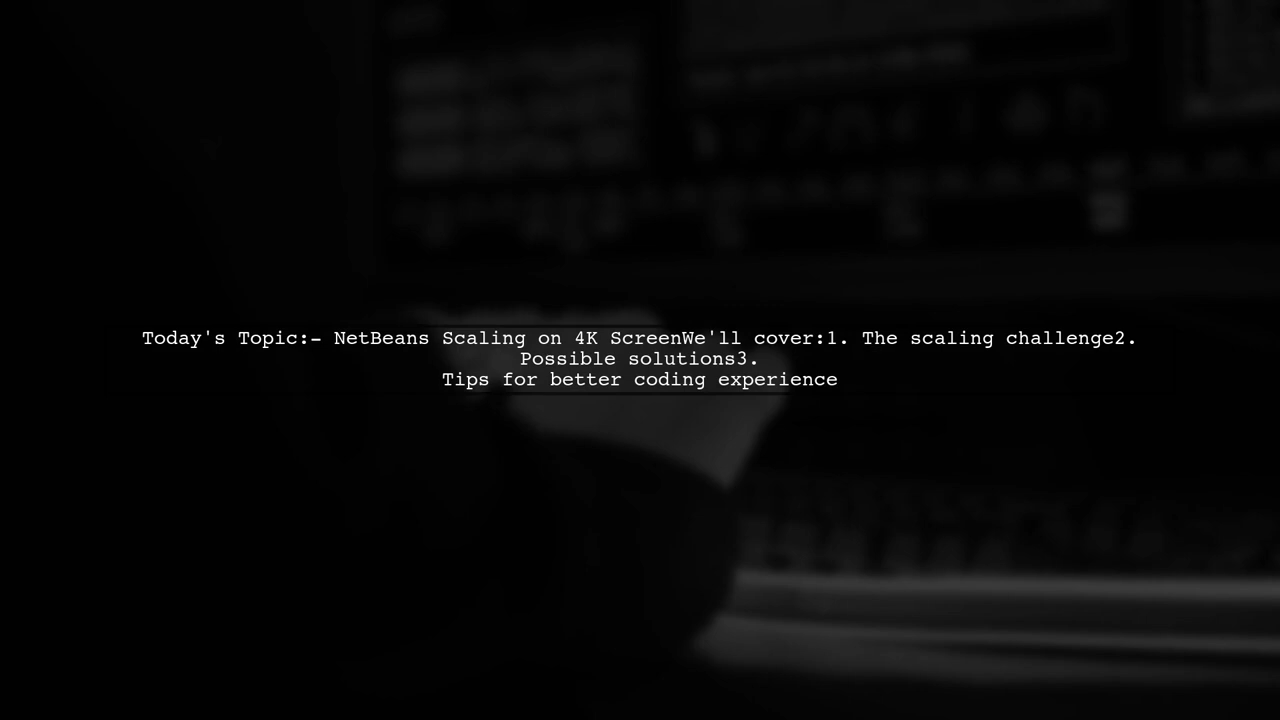 Today's Topic:- NetBeans Scaling on 4K ScreenWe'll cover:1. The scaling challenge2.
Possible solutions3.
Tips for better coding experience